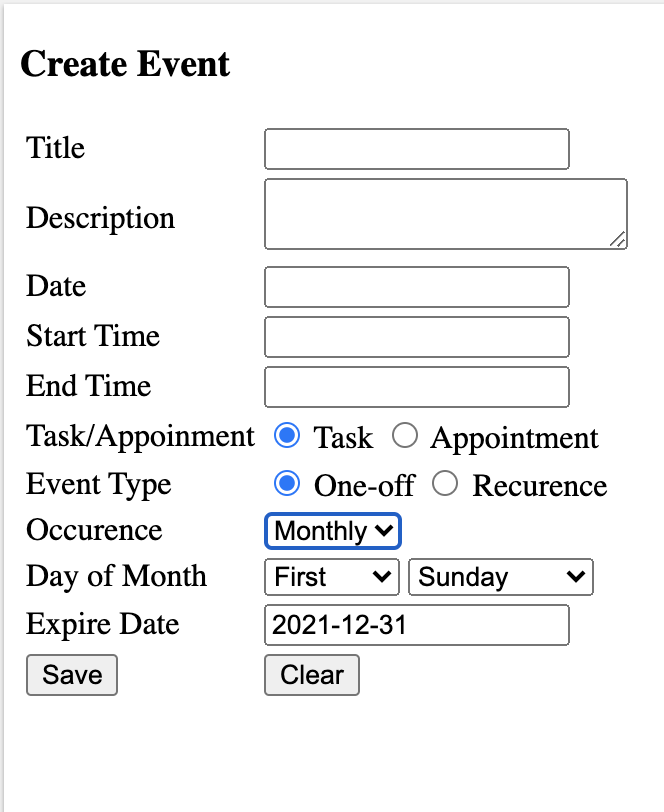 Create Event
Title
Description
Date
Start Time
End Time
Task/Appoinment Task Appointment
Event Type One-off Recurence
Occurence Monthly
Day of Month First Sunday
Expire Date 2021-12-31
Save Clear